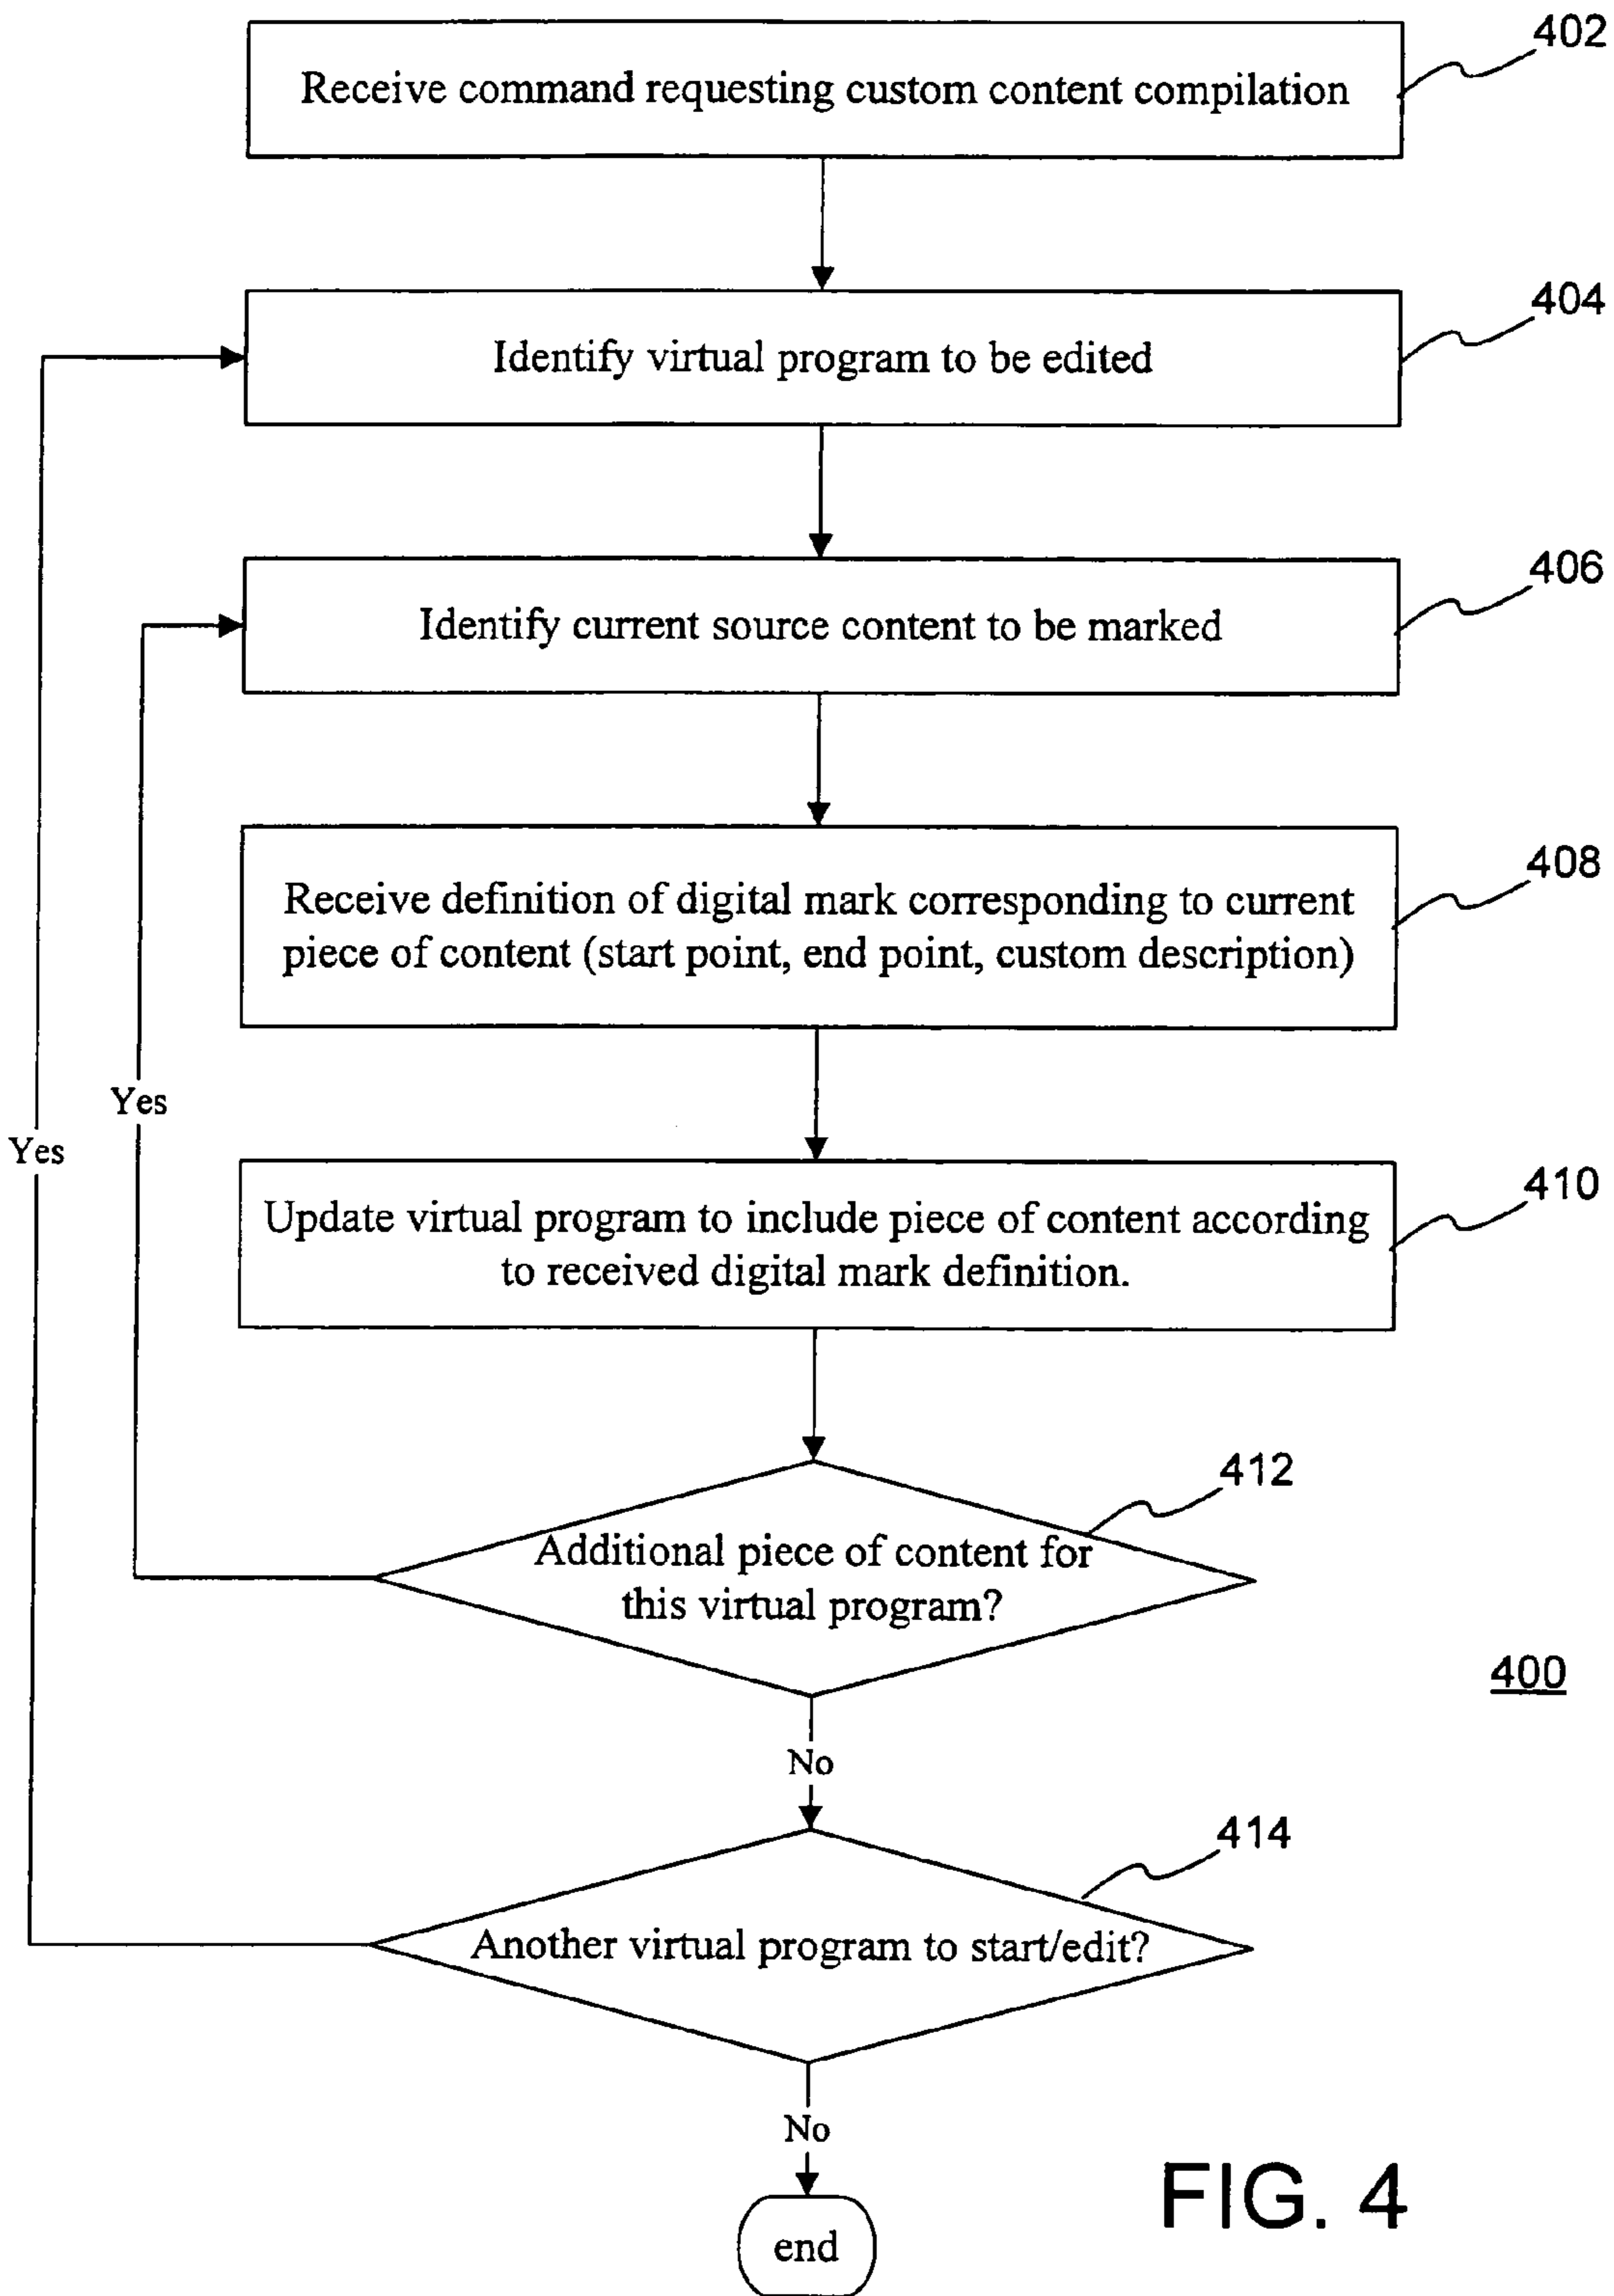 402
Receive command requesting custom content compilation
404
Identify virtual program to be edited
406
Identify current source content to be marked
408
Receive definition of digital mark corresponding to current
piece of content (start point, end point, custom description)
Yes
Yes
410
Update virtual program to include piece of content according
to received digital mark definition.
412
Additional piece of content for
this virtual program?
400
No
414
Another virtual program to start/edit?
No
FIG. 4
end